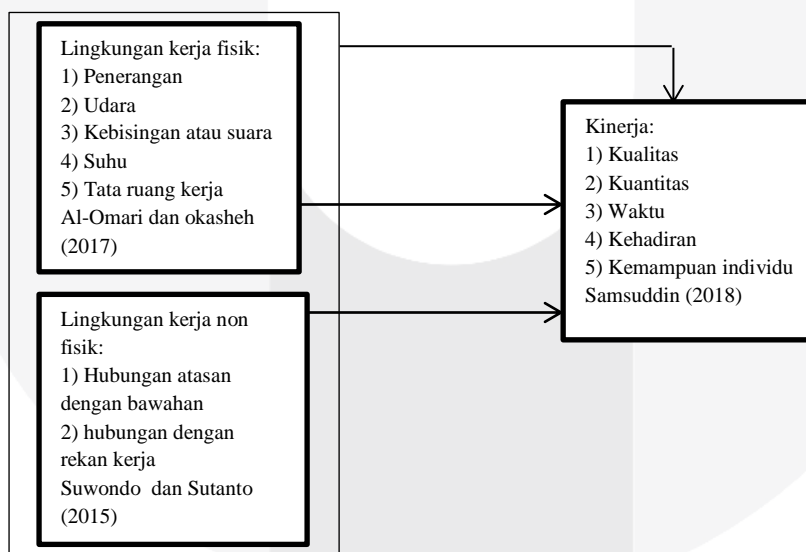 Lingkungan kerja fisik:
1) Penerangan
2) Udara
3) Kebisingan atau suara
4) Suhu
5) Tata ruang kerja
Al-Omari dan okasheh
(2017)
Lingkungan kerja non
fisik:
1) Hubungan atasan
dengan bawahan
2) hubungan dengan
rekan kerja
Suwondo dan Sutanto
(2015)
Kinerja:
1) Kualitas
2) Kuantitas
3) Waktu
4) Kehadiran
5) Kemampuan individu
Samsuddin (2018)